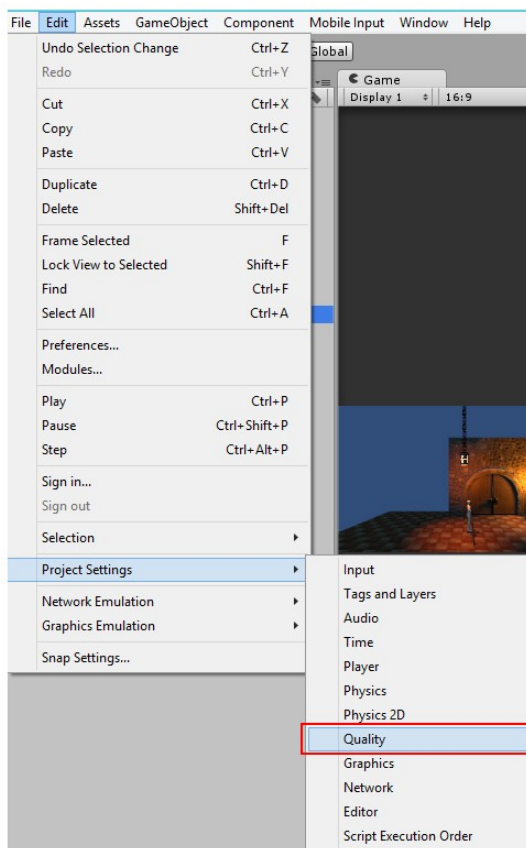 File Edit Assets GameObject Component Mobile Input Window Help
Undo Selection Change Ctrl+Z
Redo Ctrl+Y
Cut Ctrl+X
Copy Ctrl+C
Paste Ctrl+V
Duplicate Ctrl+D
Delete Shift+Del
Frame Selected F
Lock View to Selected Shift+F
Find Ctrl+F
Select All Ctrl+A
Preferences...
Modules...
Play Ctrl+P
Pause Ctrl+Shift+P
Step Ctrl+Alt+P
Sign in...
Sign out
Selection
Project Settings
Network Emulation
Graphics Emulation
Snap Settings...
Global
Game
Display 1 16:9
Input
Tags and Layers
Audio
Time
Player
Physics
Physics 2D
Quality
Graphics
Network
Editor
Script Execution Order